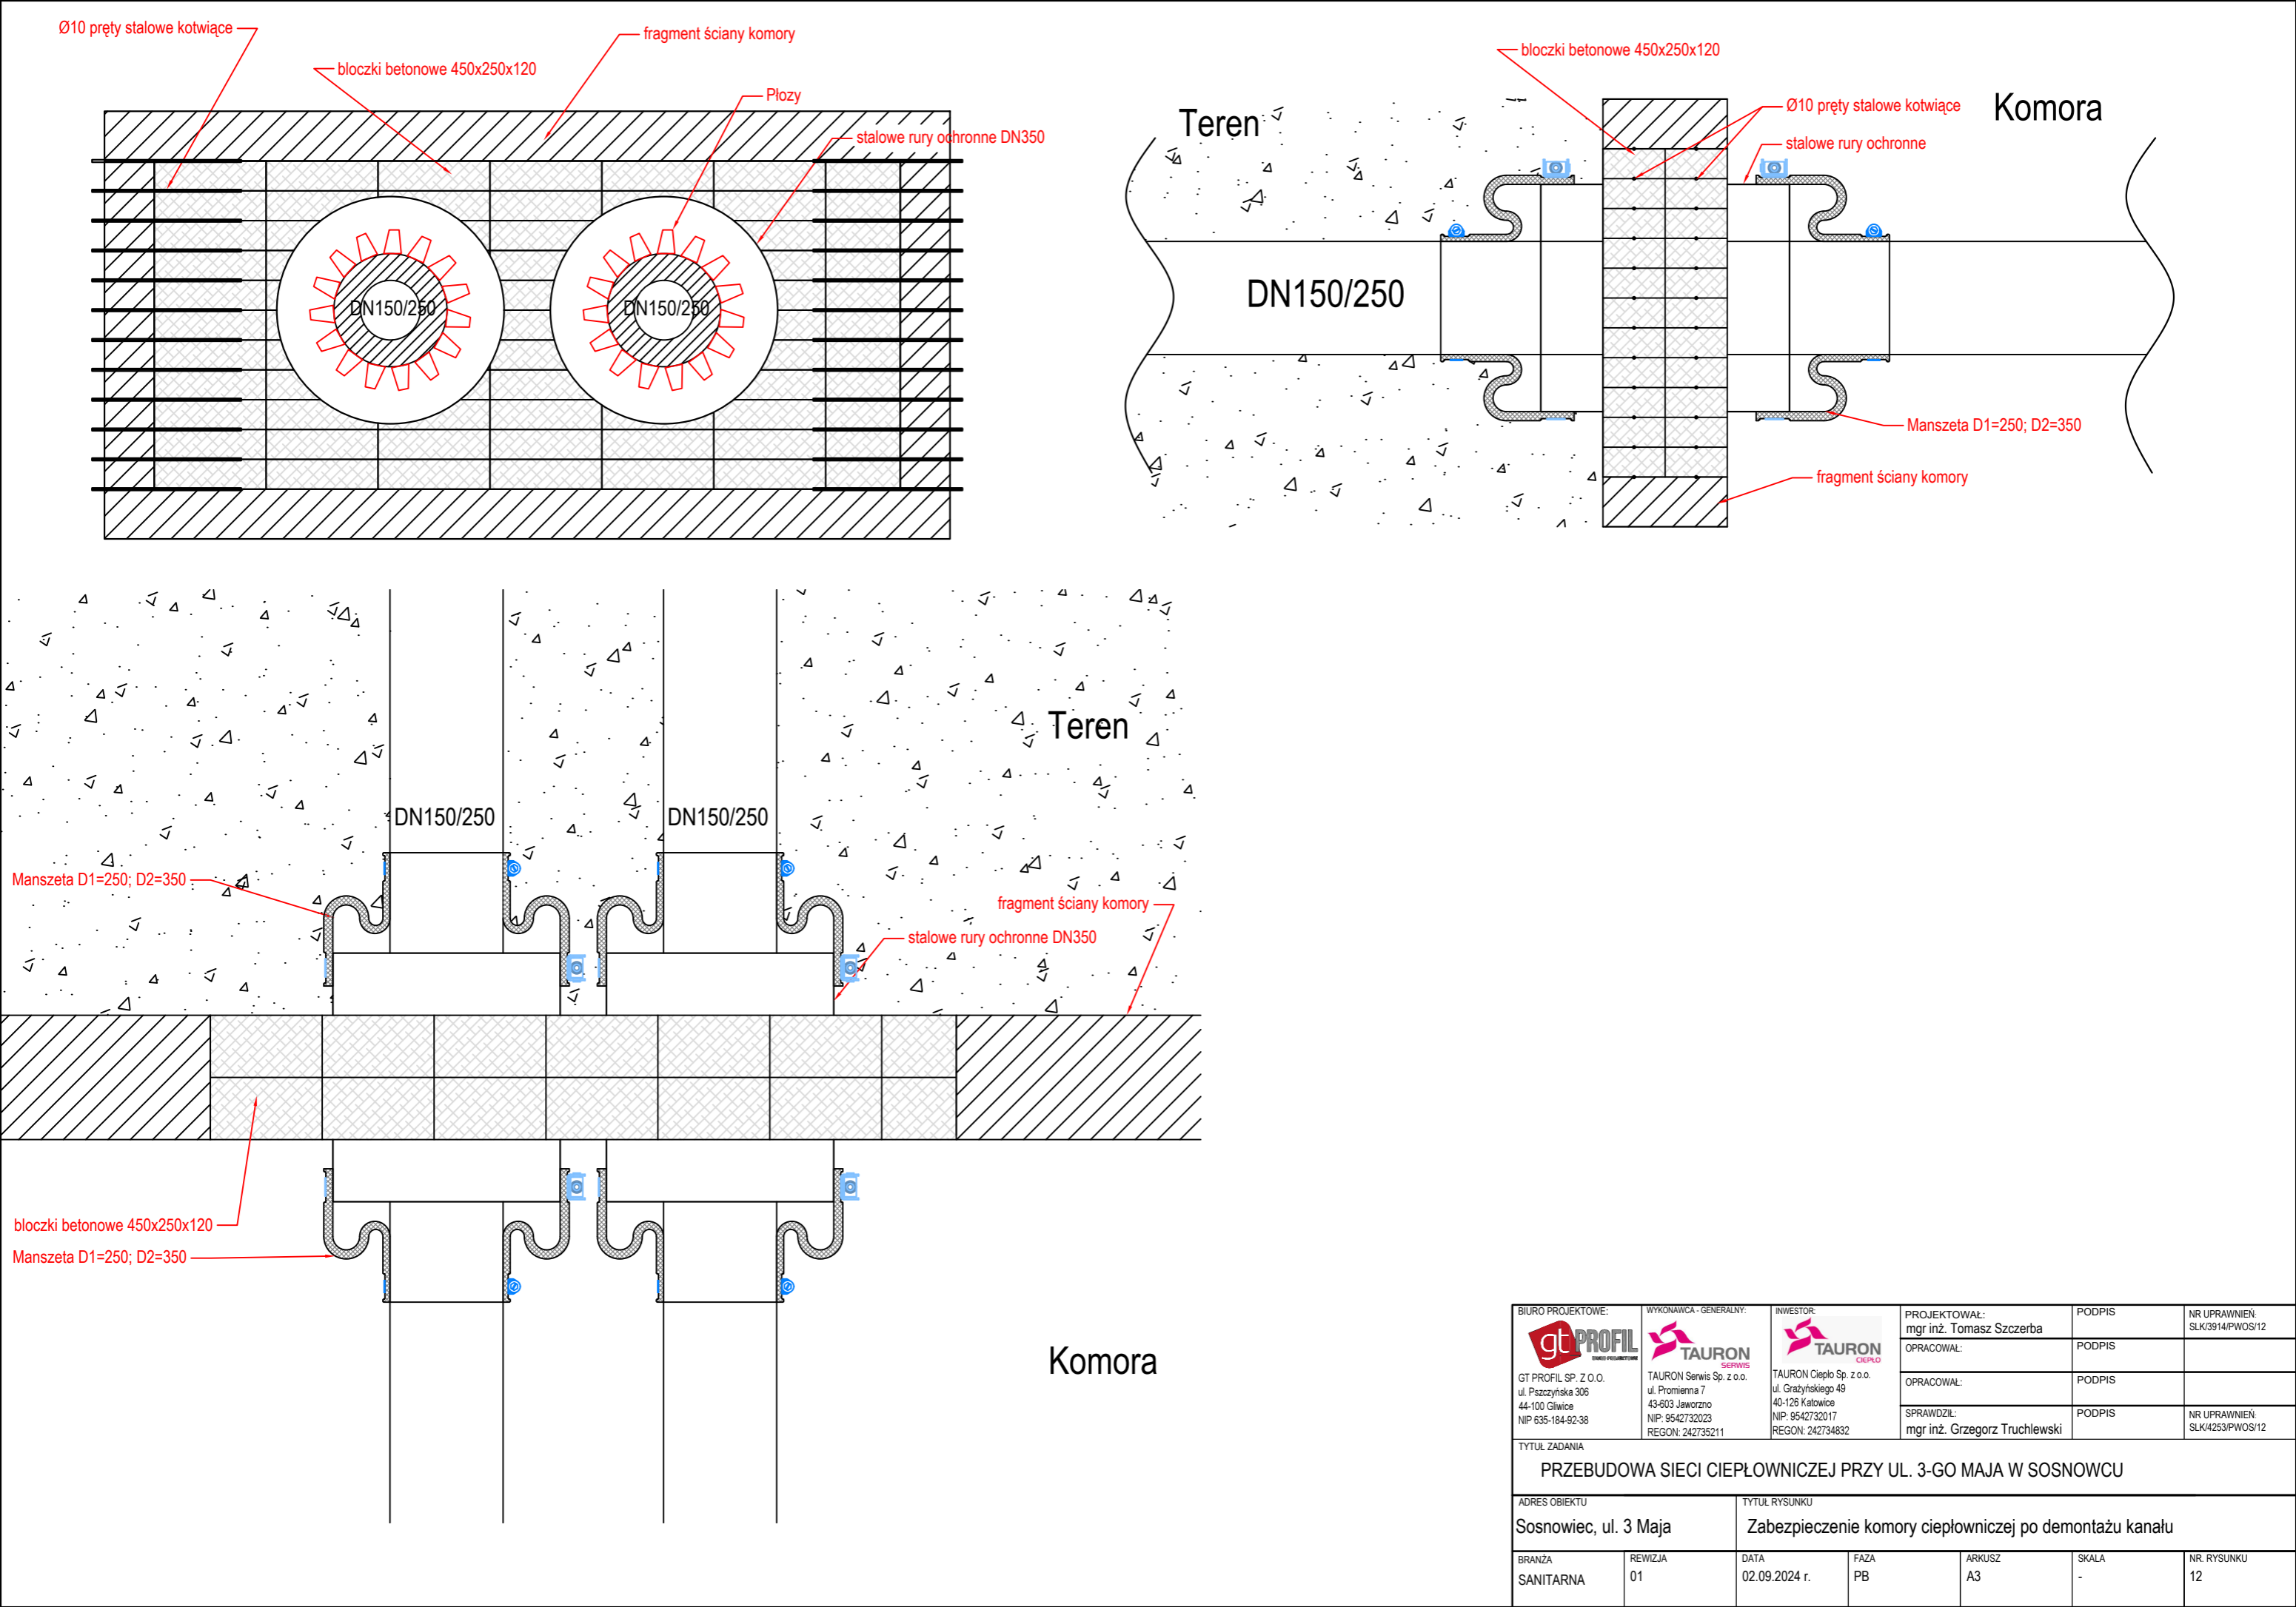 Ø10 pręty stalowe kotwiące
fragment ściany komory
bloczki betonowe 450x250x120
Płozy
stalowe rury ochronne DN350
DN150/250
DN150/250
bloczki betonowe 450x250x120
Teren
Ø10 pręty stalowe kotwiące
Komora
stalowe rury ochronne
DN150/250
Manszeta D1=250; D2=350
fragment ściany komory
Teren
DN150/250
DN150/250
Manszeta D1=250; D2=350
fragment ściany komory
stalowe rury ochronne DN350
bloczki betonowe 450x250x120
Manszeta D1=250; D2=350
Komora
BIURO PROJEKTOWE:
gt PROFIL
GT PROFIL SP. Z O.O.
ul. Pszczyńska 306
44-100 Gliwice
NIP 635-184-92-38
WYKONAWCA - GENERALNY:
TAURON
SERWIS
TAURON Serwis Sp. z o.o.
ul. Promienna 7
43-603 Jaworzno
NIP: 9542732023
REGON: 242735211
INWESTOR:
TAURON
CIEPŁO
TAURON Ciepło Sp. z o.o.
ul. Grażyńskiego 49
40-126 Katowice
NIP: 9542732017
REGON: 242734832
PROJEKTOWAŁ:
mgr inż. Tomasz Szczerba
PODPIS
NR UPRAWNIEŃ:
SLK/3914/PWOS/12
OPRACOWAŁ:
PODPIS
OPRACOWAŁ:
PODPIS
SPRAWDZIŁ:
mgr inż. Grzegorz Truchlewski
PODPIS
NR UPRAWNIEŃ:
SLK/4253/PWOS/12
TYTUŁ ZADANIA
PRZEBUDOWA SIECI CIEPŁOWNICZEJ PRZY UL. 3-GO MAJA W SOSNOWCU
ADRES OBIEKTU
Sosnowiec, ul. 3 Maja
TYTUŁ RYSUNKU
Zabezpieczenie komory ciepłowniczej po demontażu kanału
BRANŻA
SANITARNA
REWIZJA
01
DATA
02.09.2024 r.
FAZA
PB
ARKUSZ
A3
SKALA
-
NR. RYSUNKU
12